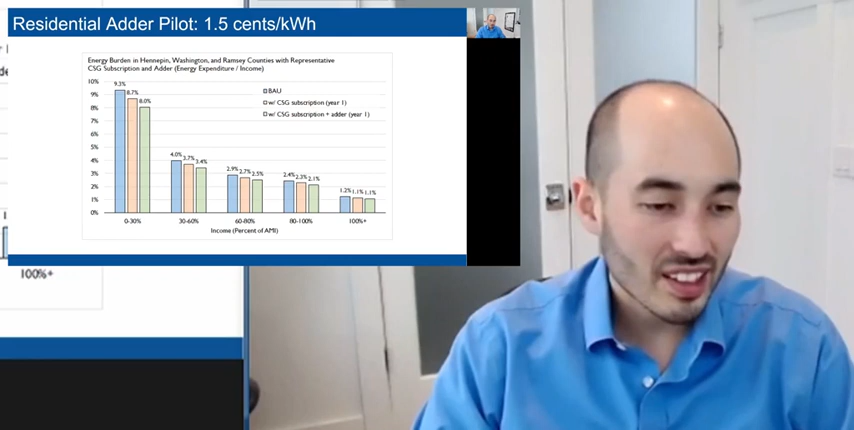 Residential Adder Pilot: 1.5 cents/kWh
Energy Burden in Hennepin, Washington, and Ramsey Counties with Representative
CSG Subscription and Adder (Energy Expenditure / Income)
10%
9%
8%
7%
6%
5%
4%
3%
2%
1%
0%
BAU
w/ CSG subscription (year 1)
w/ CSG subscription + adder (year 1)
9.3% 8.7% 8.0%
4.0% 3.7% 3.4%
2.9% 2.7% 2.5%
2.4% 2.3% 2.1%
1.2% 1.1% 1.1%
0-30% 30-60% 60-80% 80-100% 100%+
Income (Percent of AMI)
100%+